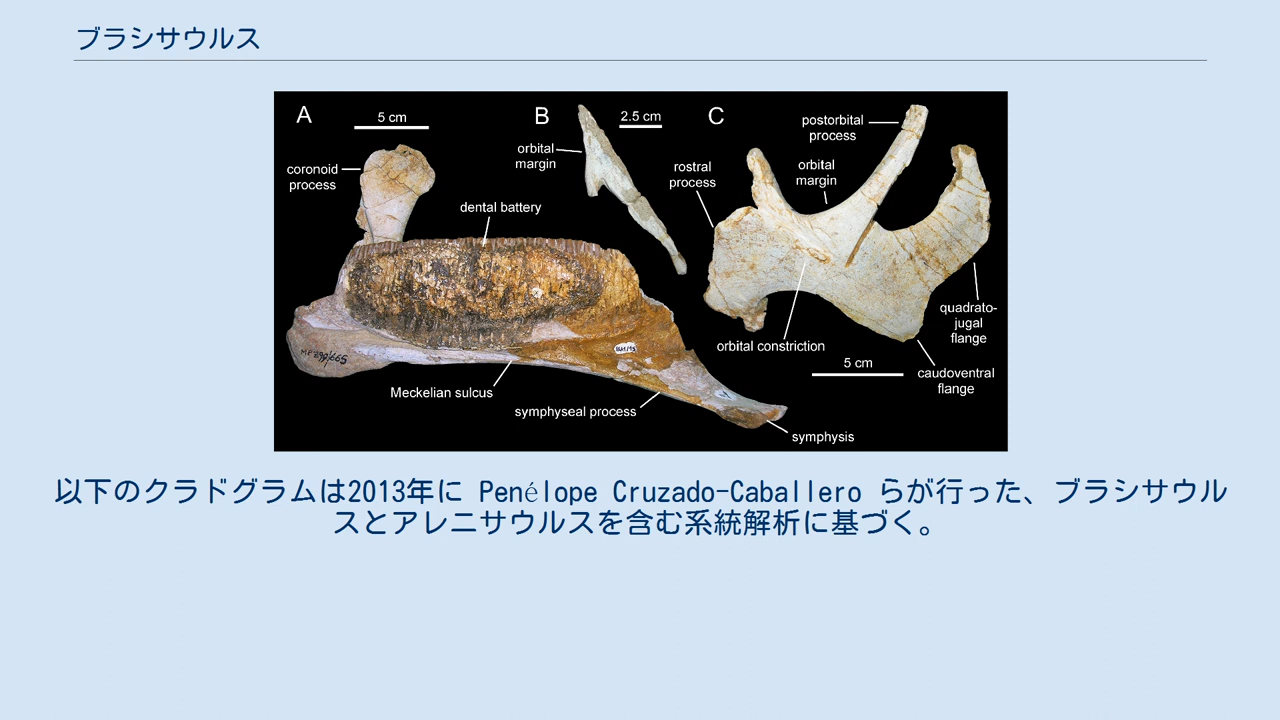 ブラシサウルス
A
5 cm
B
2.5 cm
C
postorbital
process
coronoid
process
orbital
margin
rostral
process
orbital
margin
dental battery
quadrato-
jugal
flange
orbital constriction
5 cm
caudoventral
flange
Meckelian sulcus
symphyseal process
symphysis
以下のクラドグラムは2013年に Penélope Cruzado-Caballero らが行った、ブラシサウル
スとアレニサウルスを含む系統解析に基づく。